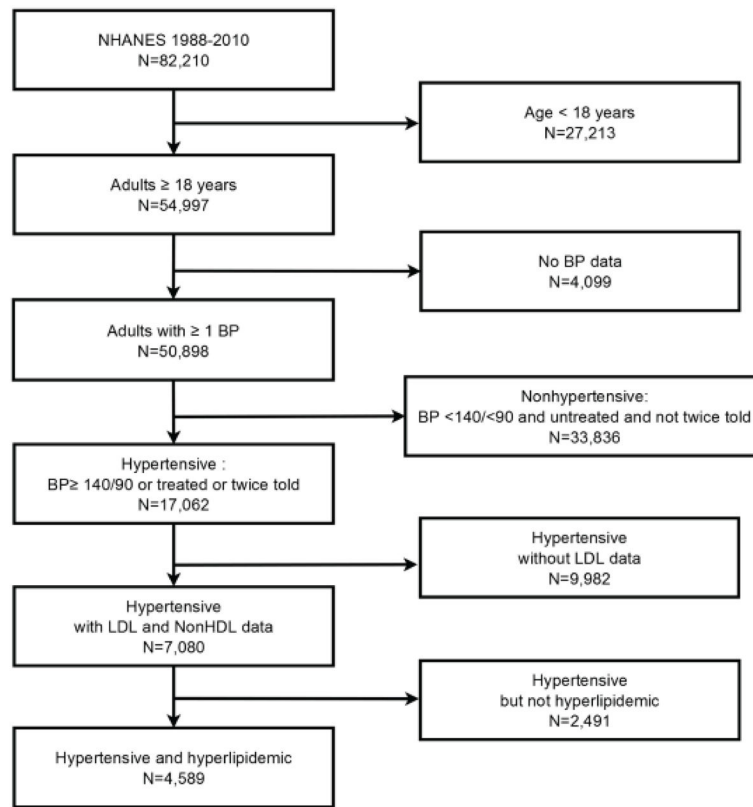 NHANES 1988-2010
N=82,210
Age < 18 years
N=27,213
Adults ≥ 18 years
N=54,997
No BP data
N=4,099
Adults with ≥ 1 BP
N=50,898
Nonhypertensive:
BP <140/<90 and untreated and not twice told
N=33,836
Hypertensive :
BP≥ 140/90 or treated or twice told
N=17,062
Hypertensive
without LDL data
N=9,982
Hypertensive
with LDL and NonHDL data
N=7,080
Hypertensive
but not hyperlipidemic
N=2,491
Hypertensive and hyperlipidemic
N=4,589